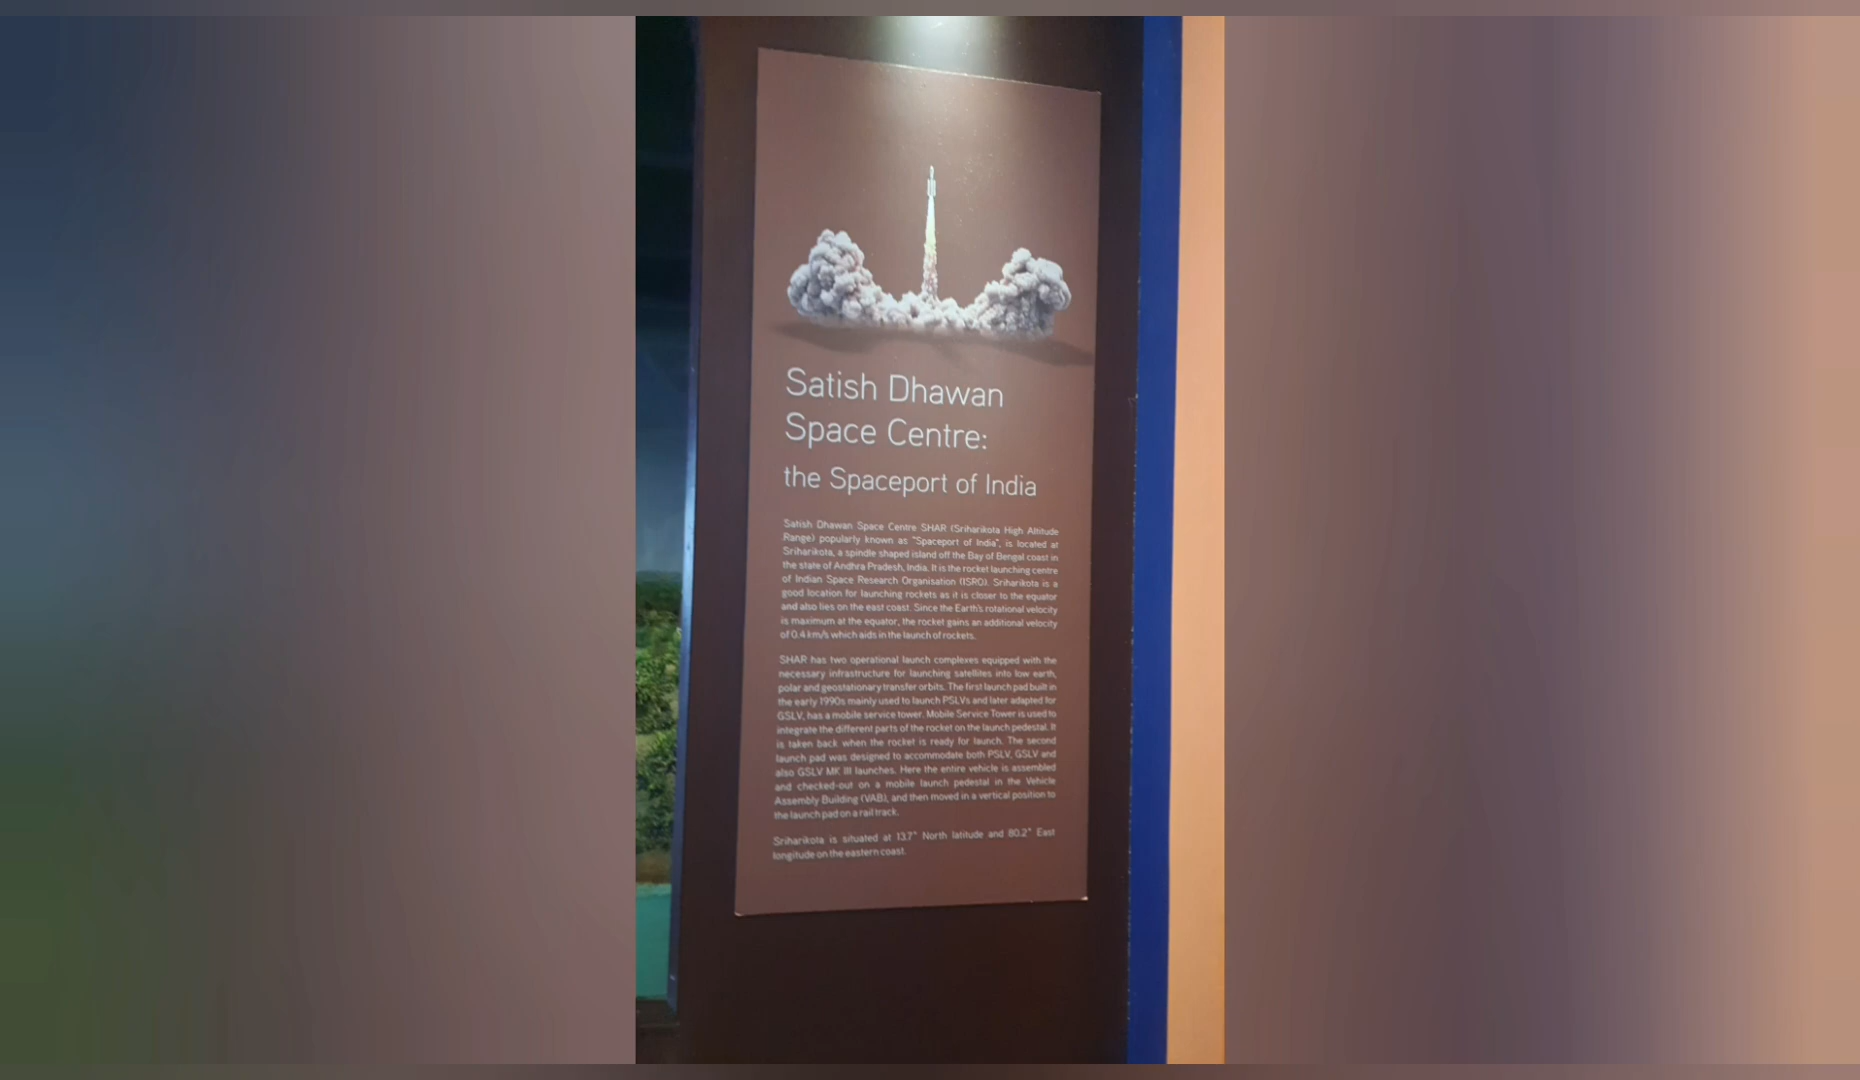 Satish Dhawan
Space Centre:
the Spaceport of India
Satish Dhawan Space Centre SHAR (Sriharikota High Altitude
Range) popularly known as "Spaceport of India", is located at
Sriharikota, a spindle shaped island off the Bay of Bengal coast in
the state of Andhra Pradesh, India. It is the rocket launching centre
of Indian Space Research Organisation (ISRO). Sriharikota is a
good location for launching rockets as it is closer to the equator
and also lies on the east coast. Since the Earth's rotational velocity
is maximum at the equator, the rocket gains an additional velocity
of 0.4 km/s which aids in the launch of rockets.
SHAR has two operational launch complexes equipped with the
necessary infrastructure for launching satellites into low earth,
polar and geostationary transfer orbits. The first launch pad built in
the early 1990s mainly used to launch PSLVs and later adapted for
GSLV, has a mobile service tower. Mobile Service Tower is used to
integrate the different parts of the rocket on the launch pedestal. It
is taken back when the rocket is ready for launch. The second
launch pad was designed to accommodate both PSLV, GSLV and
also GSLV MK III launches. Here the entire vehicle is assembled
and checked-out on a mobile launch pedestal in the Vehicle
Assembly Building (VAB), and then moved in a vertical position to
the launch pad on a rail track.
Sriharikota is situated at 13.7° North latitude and 80.2° East
longitude on the eastern coast.